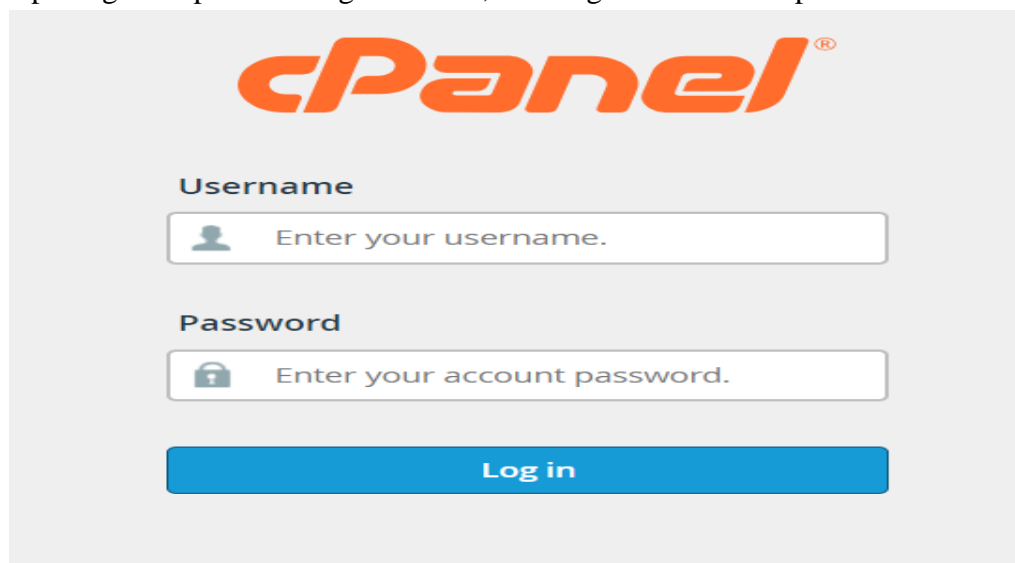 cPanel®
Username
Enter your username.
Password
Enter your account password.
Log in